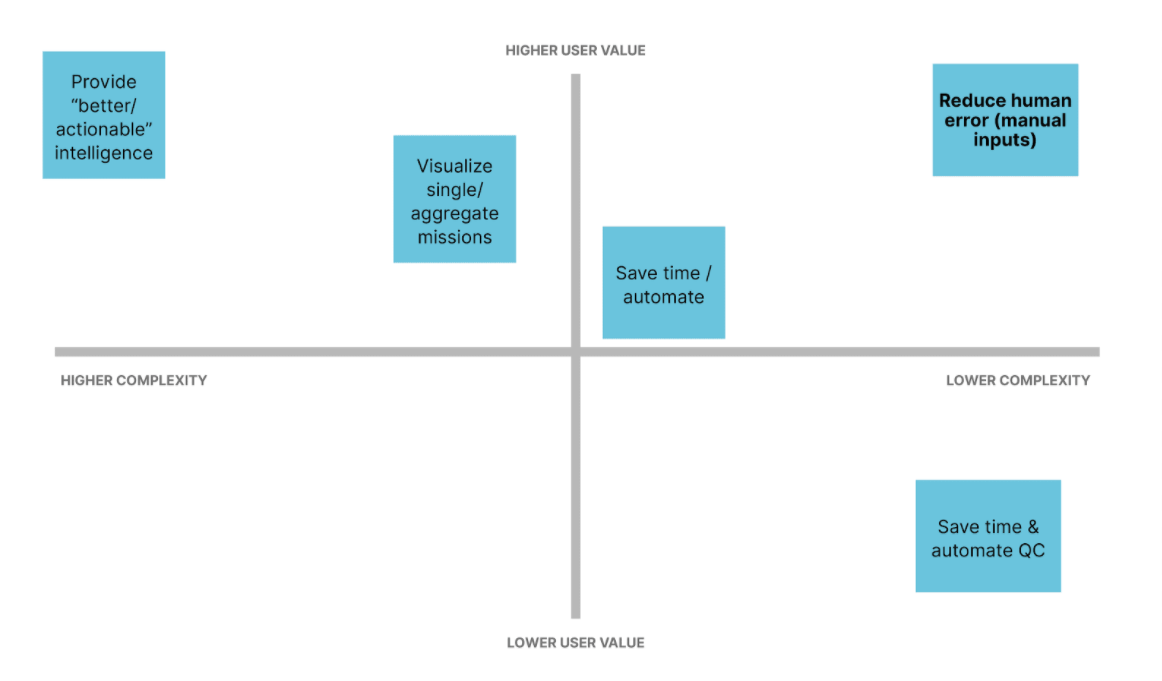 HIGHER USER VALUE
Provide
“better/
actionable”
intelligence
Visualize
single/
aggregate
missions
Reduce human
error (manual
inputs)
Save time /
automate
HIGHER COMPLEXITY
LOWER COMPLEXITY
Save time &
automate QC
LOWER USER VALUE